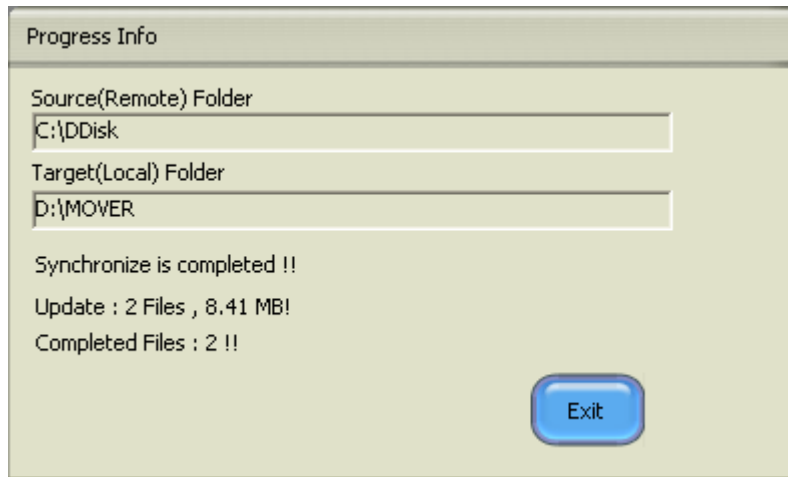 Progress Info
Source(Remote) Folder
C:\DDisk
Target(Local) Folder
D:\MOVER
Synchronize is completed !!
Update : 2 Files , 8.41 MB!
Completed Files : 2 !!
Exit